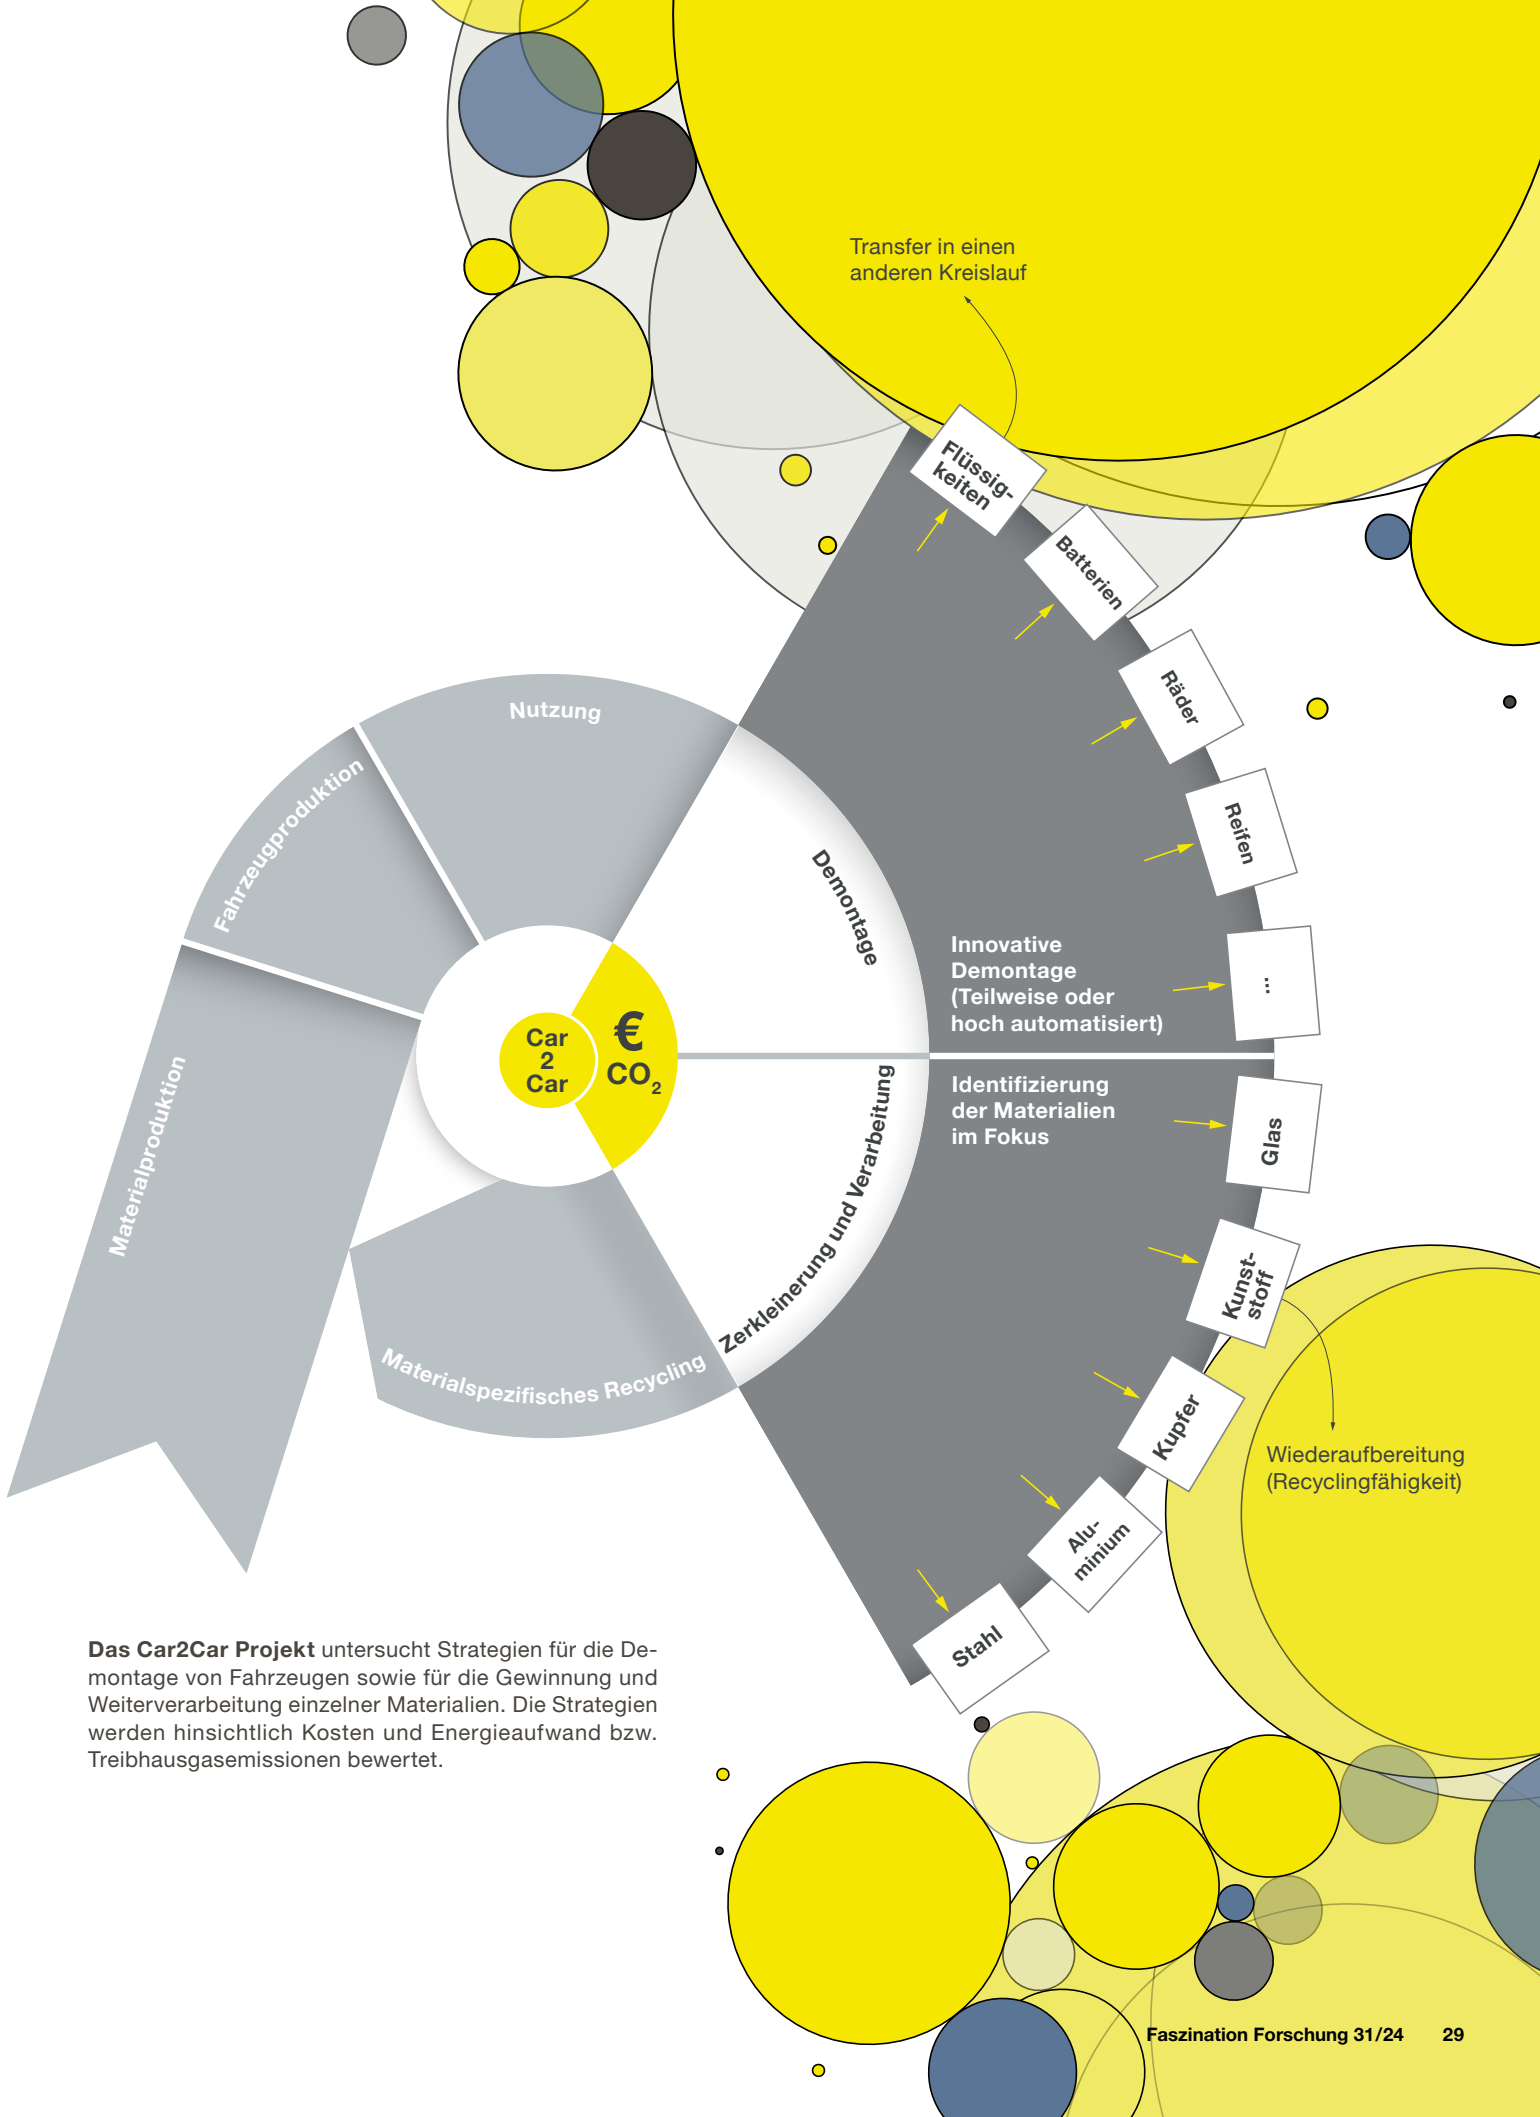 Transfer in einen
anderen Kreislauf
Flüssig-
keiten
Batterien
Räder
Reifen
...
Nutzung
Fahrzeugproduktion
Materialproduktion
Demontage
Innovative
Demontage
(Teilweise oder
hoch automatisiert)
Car
2
Car
€
CO₂
Identifizierung
der Materialien
im Fokus
Zerkleinerung und Verarbeitung
Materialspezifisches Recycling
Glas
Kunst-
stoff
Kupfer
Alu-
minium
Stahl
Wiederaufbereitung
(Recyclingfähigkeit)
Das Car2Car Projekt untersucht Strategien für die De-
montage von Fahrzeugen sowie für die Gewinnung und
Weiterverarbeitung einzelner Materialien. Die Strategien
werden hinsichtlich Kosten und Energieaufwand bzw.
Treibhausgasemissionen bewertet.
Faszination Forschung 31/24 29